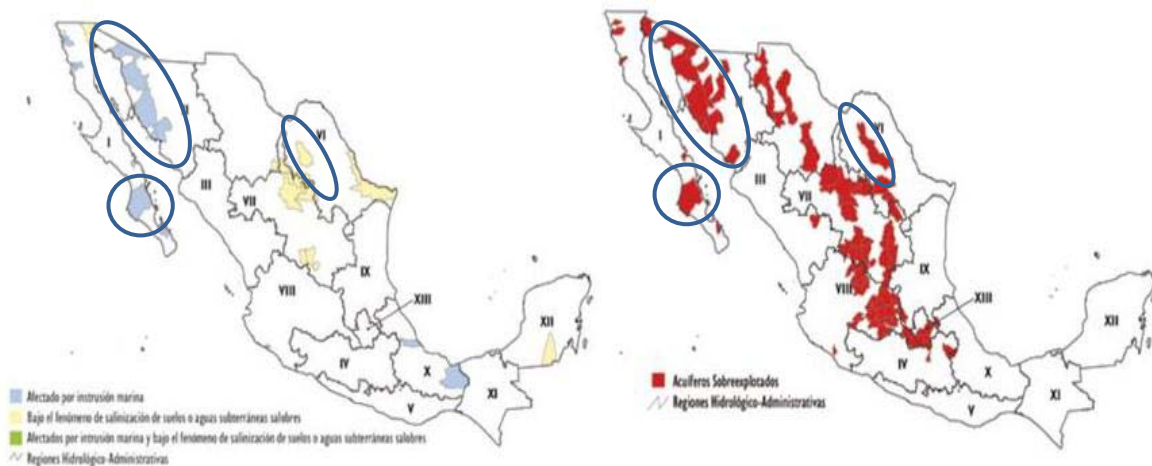 I
II
III
VI
VII
VIII
IX
XIII
IV
X
V
XI
XII
Afectado por instrusión marina
Bajo el fenómeno de salinización de suelos o aguas subterráneas salobres
Afectados por intrusión marina y bajo el fenómeno de salinización de suelos o aguas subterráneas salobres
Regiones Hidrológico-Administrativas
I
II
III
VI
VII
VIII
IX
XIII
IV
X
V
XI
XII
Acuíferos Sobreexplotados
Regiones Hidrológico-Administrativas